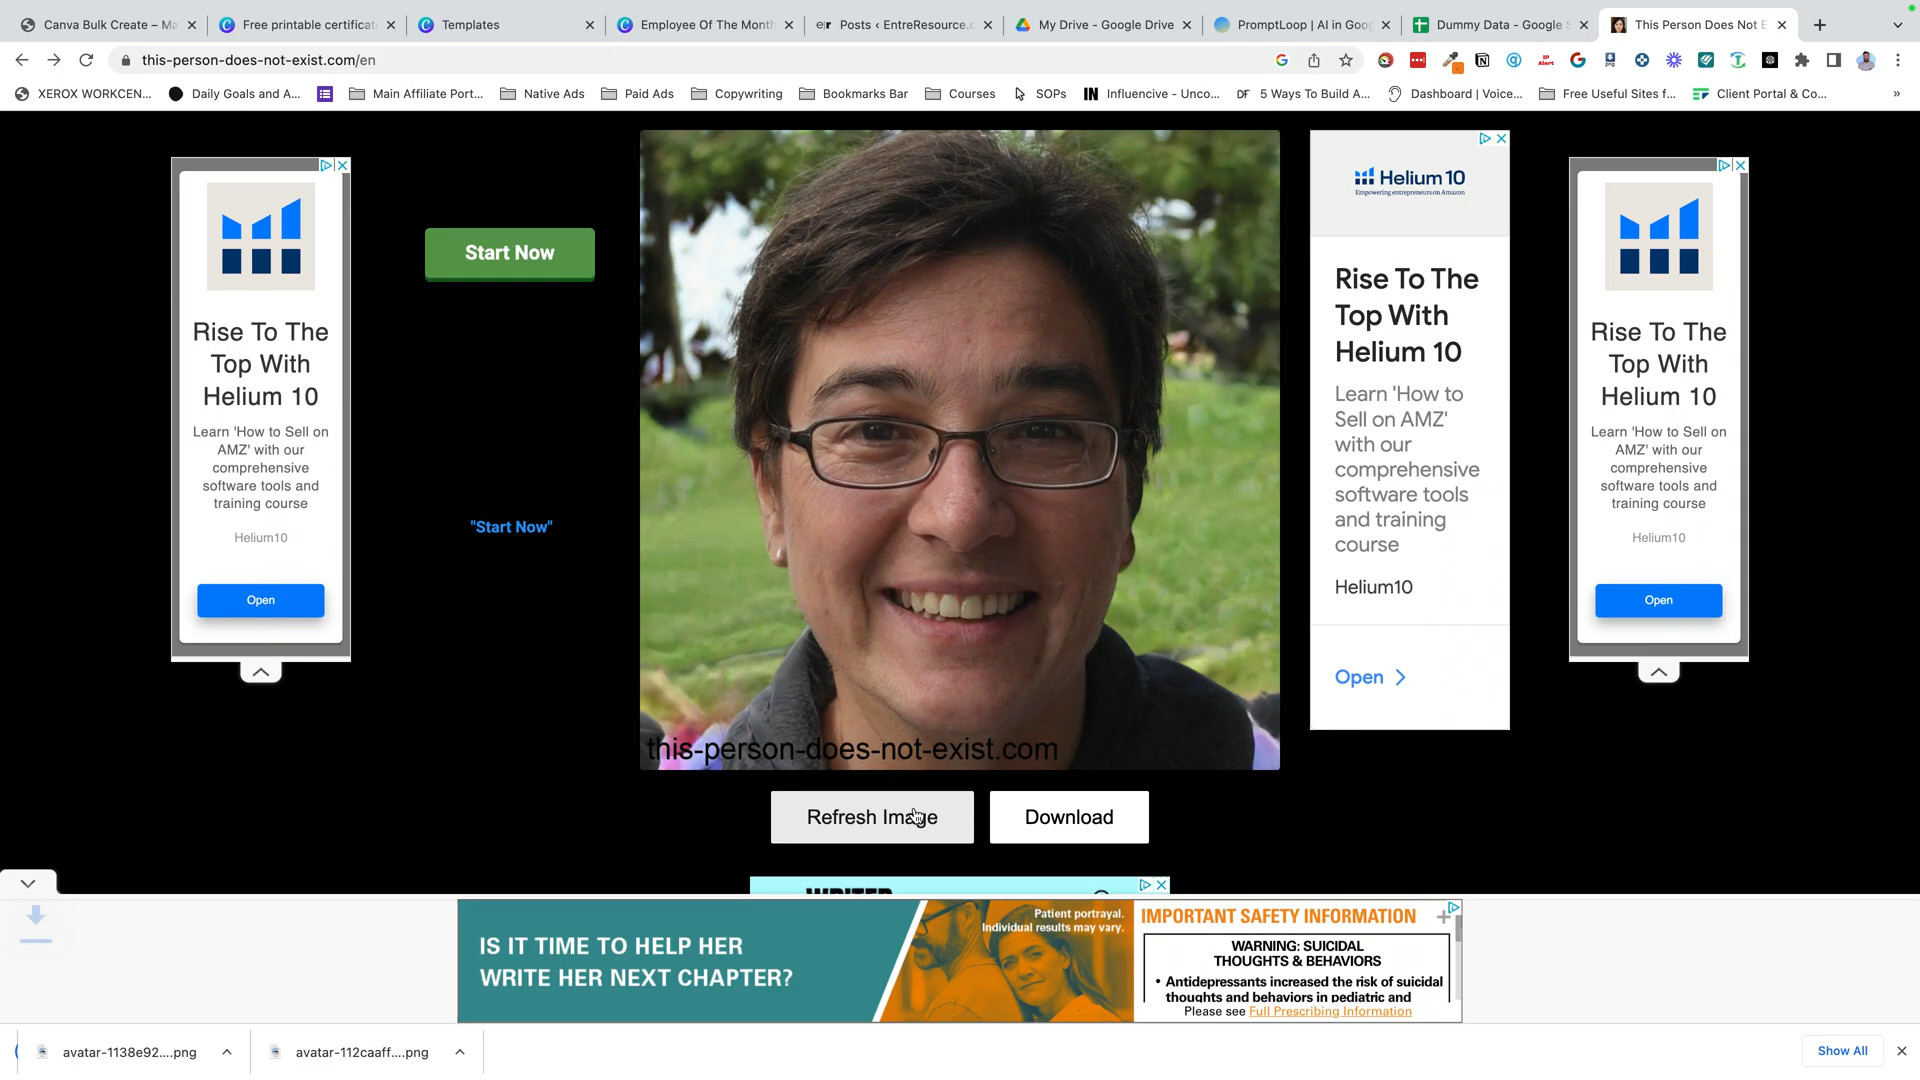 Canva Bulk Create – Ma
Free printable certificat
Templates
Employee Of The Month
Posts ‹ EntreResource.c
My Drive - Google Drive
PromptLoop | AI in Goog
Dummy Data - Google S
This Person Does Not E
this-person-does-not-exist.com/en
XEROX WORKCEN...
Daily Goals and A...
Main Affiliate Port...
Native Ads
Paid Ads
Copywriting
Bookmarks Bar
Courses
SOPs
IN Influencive - Unco...
DF 5 Ways To Build A...
Dashboard | Voice...
Free Useful Sites f...
Client Portal & Co...
»
Rise To The
Top With
Helium 10
Learn 'How to Sell on
AMZ' with our
comprehensive
software tools and
training course
Helium10
Open
Start Now
"Start Now"
this-person-does-not-exist.com
Refresh Image
Download
Helium 10
Empowering entrepreneurs on Amazon
Rise To The
Top With
Helium 10
Learn 'How to
Sell on AMZ'
with our
comprehensive
software tools
and training
course
Helium10
Open
Rise To The
Top With
Helium 10
Learn 'How to Sell on
AMZ' with our
comprehensive
software tools and
training course
Helium10
Open
IS IT TIME TO HELP HER
WRITE HER NEXT CHAPTER?
Patient portrayal.
Individual results may vary.
IMPORTANT SAFETY INFORMATION
WARNING: SUICIDAL
THOUGHTS & BEHAVIORS
• Antidepressants increased the risk of suicidal
thoughts and behaviors in pediatric and
Please see Full Prescribing Information
avatar-1138e92....png
avatar-112caaff....png
Show All